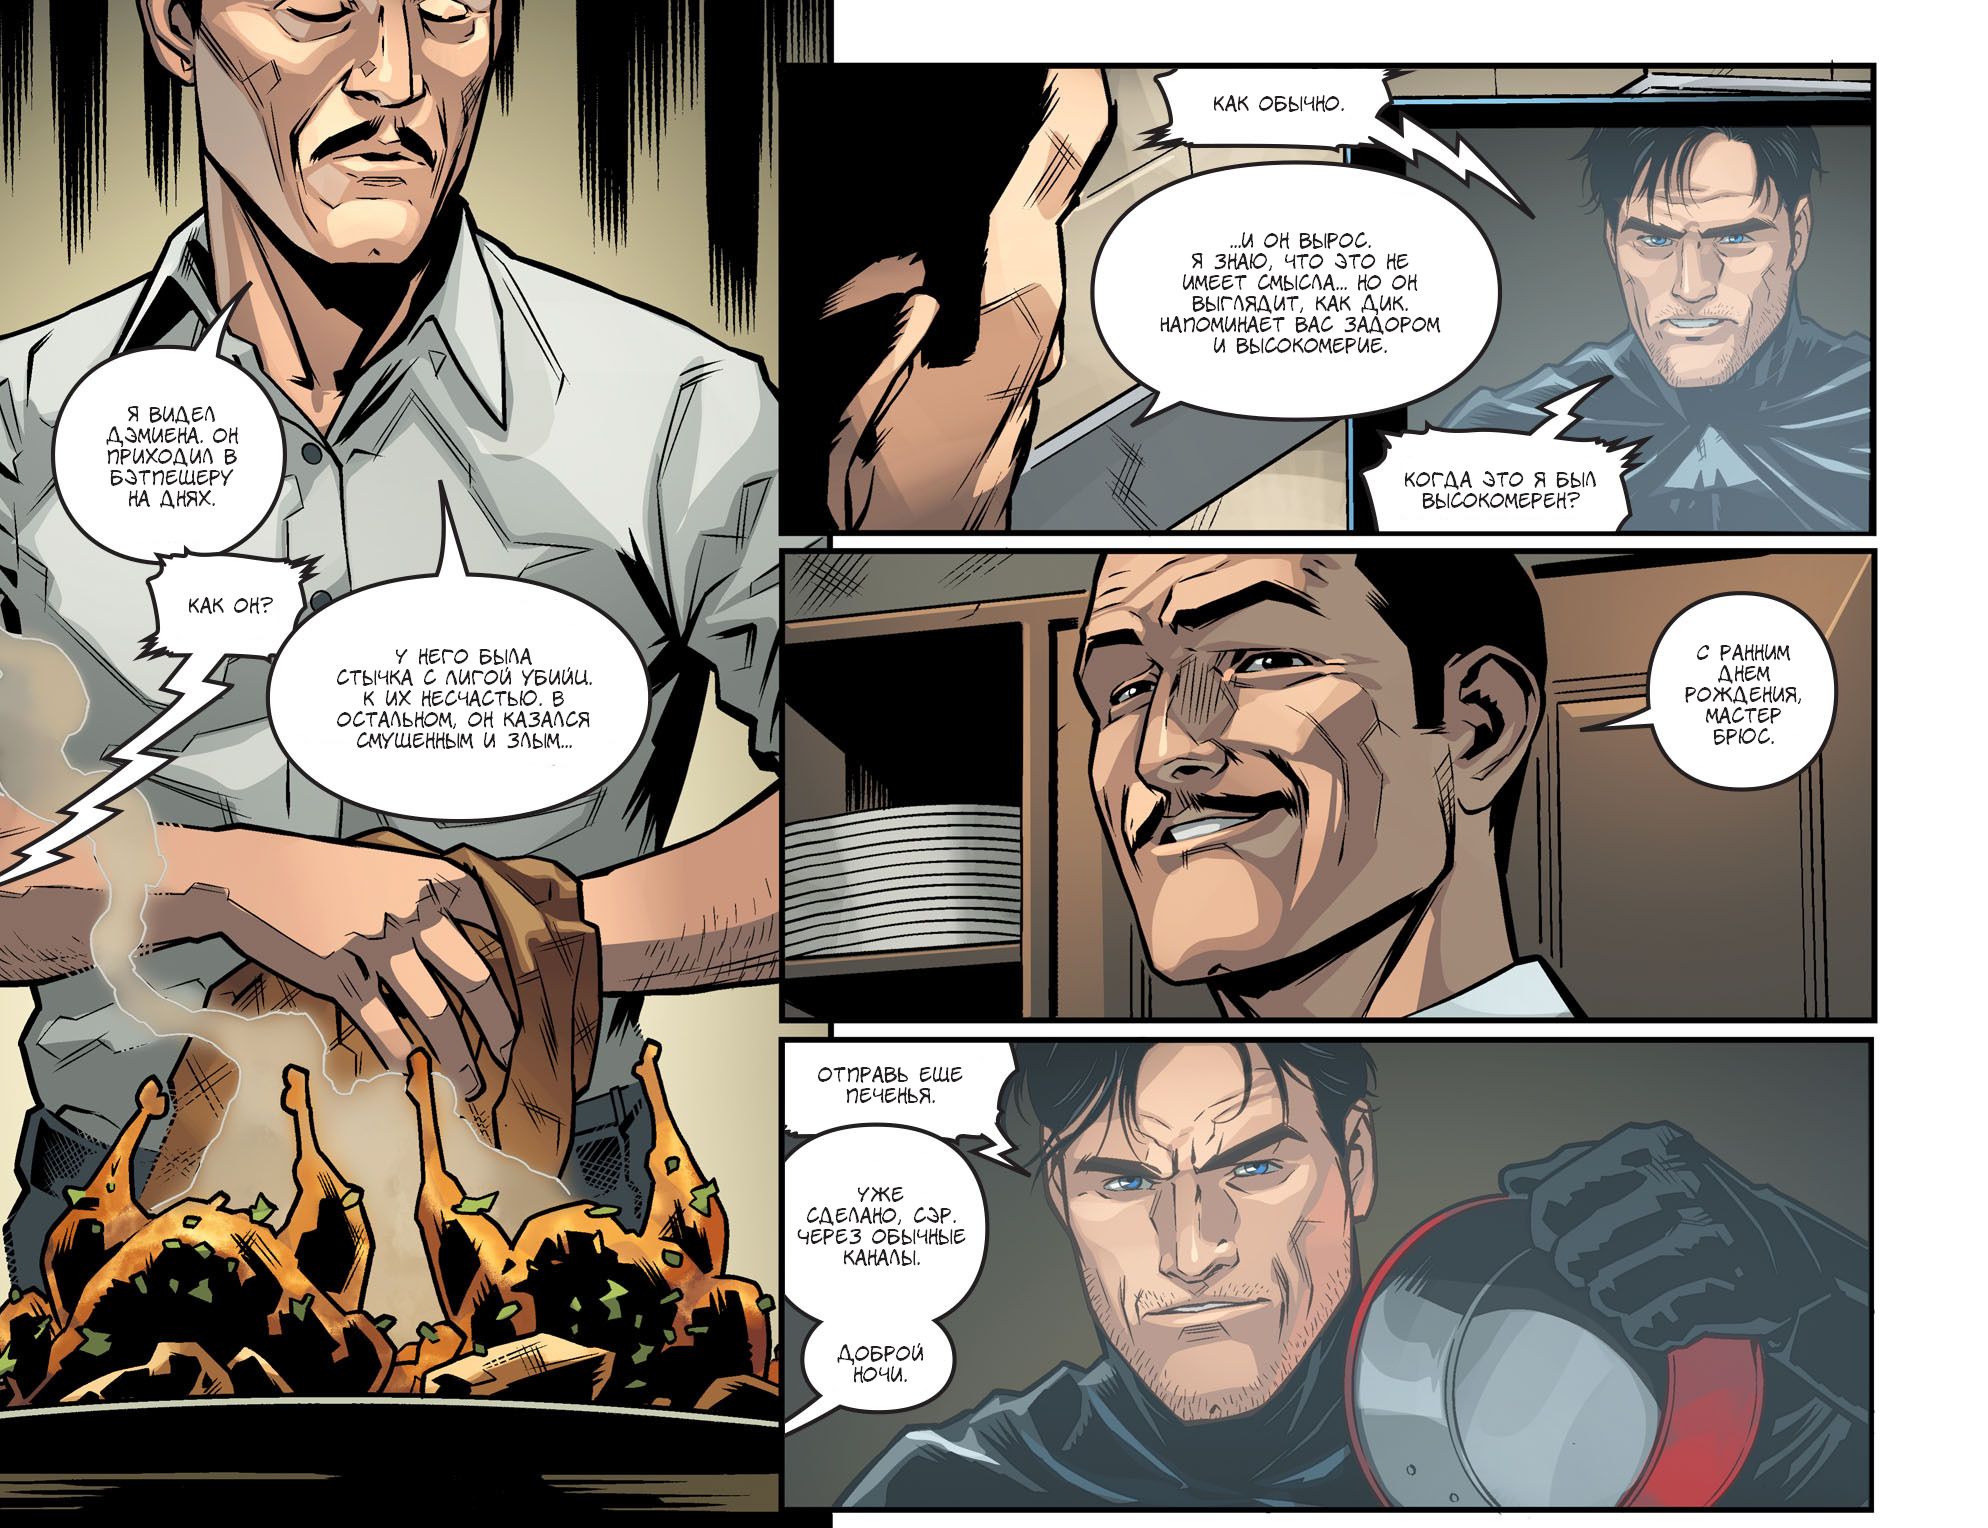 Я ВИДЕЛ
ДЭМИЕНА. ОН
ПРИХОДИЛ В
БЭТПЕЩЕРУ
НА ДНЯХ.
КАК ОН?
У НЕГО БЫЛА
СТЫЧКА С ЛИГОЙ УБИЙЦ.
К ИХ НЕСЧАСТЬЮ. В
ОСТАЛЬНОМ, ОН КАЗАЛСЯ
СМУЩЕННЫМ И ЗЛЫМ...
КАК ОБЫЧНО.
...И ОН ВЫРОС.
Я ЗНАЮ, ЧТО ЭТО НЕ
ИМЕЕТ СМЫСЛА... НО ОН
ВЫГЛЯДИТ, КАК ДИК.
НАПОМИНАЕТ ВАС ЗАДОРОМ
И ВЫСОКОМЕРИЕ.
КОГДА ЭТО Я БЫЛ
ВЫСОКОМЕРЕН?
С РАННИМ
ДНЕМ
РОЖДЕНИЯ,
МАСТЕР
БРЮС.
ОТПРАВЬ ЕЩЕ
ПЕЧЕНЬЯ.
УЖЕ
СДЕЛАНО, СЭР.
ЧЕРЕЗ ОБЫЧНЫЕ
КАНАЛЫ.
ДОБРОЙ
НОЧИ.